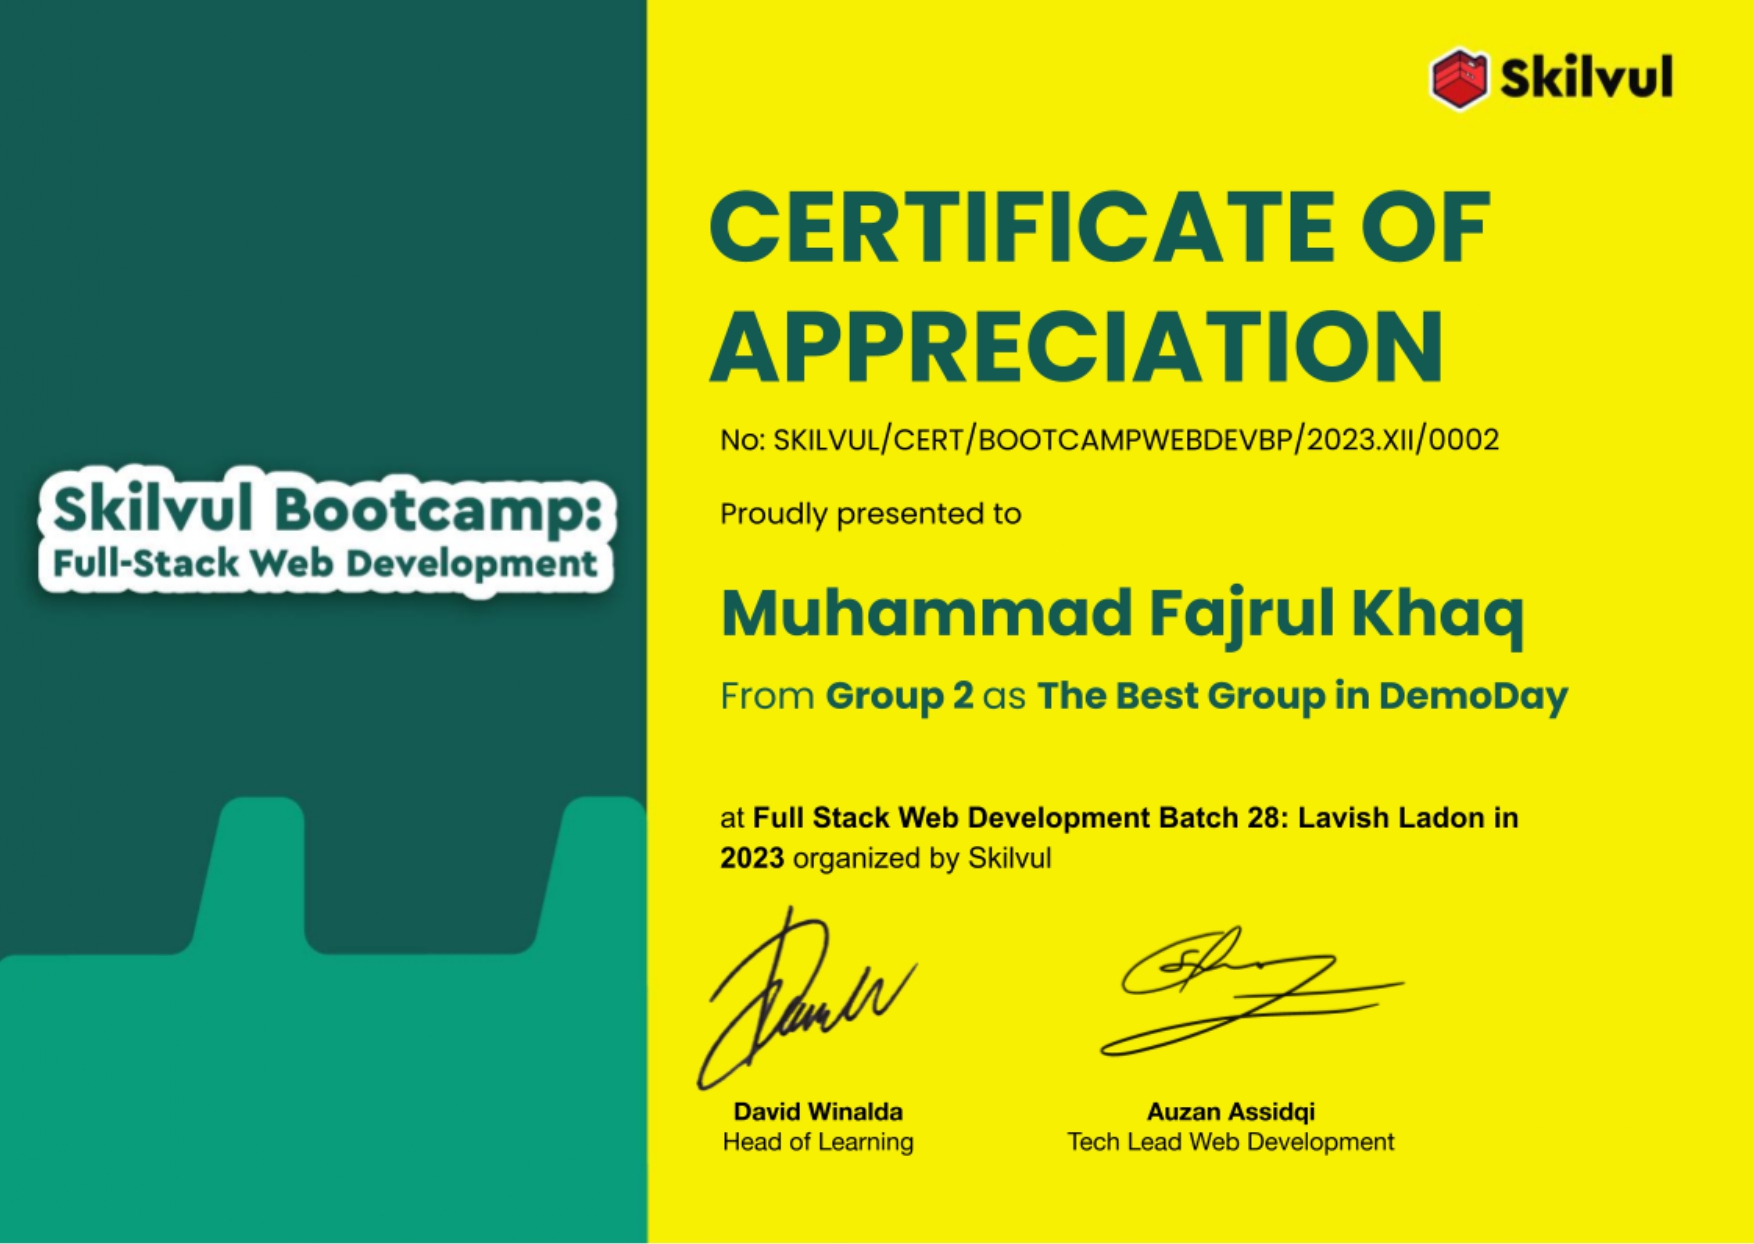 Skilvul
CERTIFICATE OF
APPRECIATION
No: SKILVUL/CERT/BOOTCAMPWEBDEVBP/2023.XII/0002
Proudly presented to
Muhammad Fajrul Khaq
From Group 2 as The Best Group in DemoDay
at Full Stack Web Development Batch 28: Lavish Ladon in
2023 organized by Skilvul
David Winalda
Head of Learning
Auzan Assidqi
Tech Lead Web Development
Skilvul Bootcamp:
Full-Stack Web Development